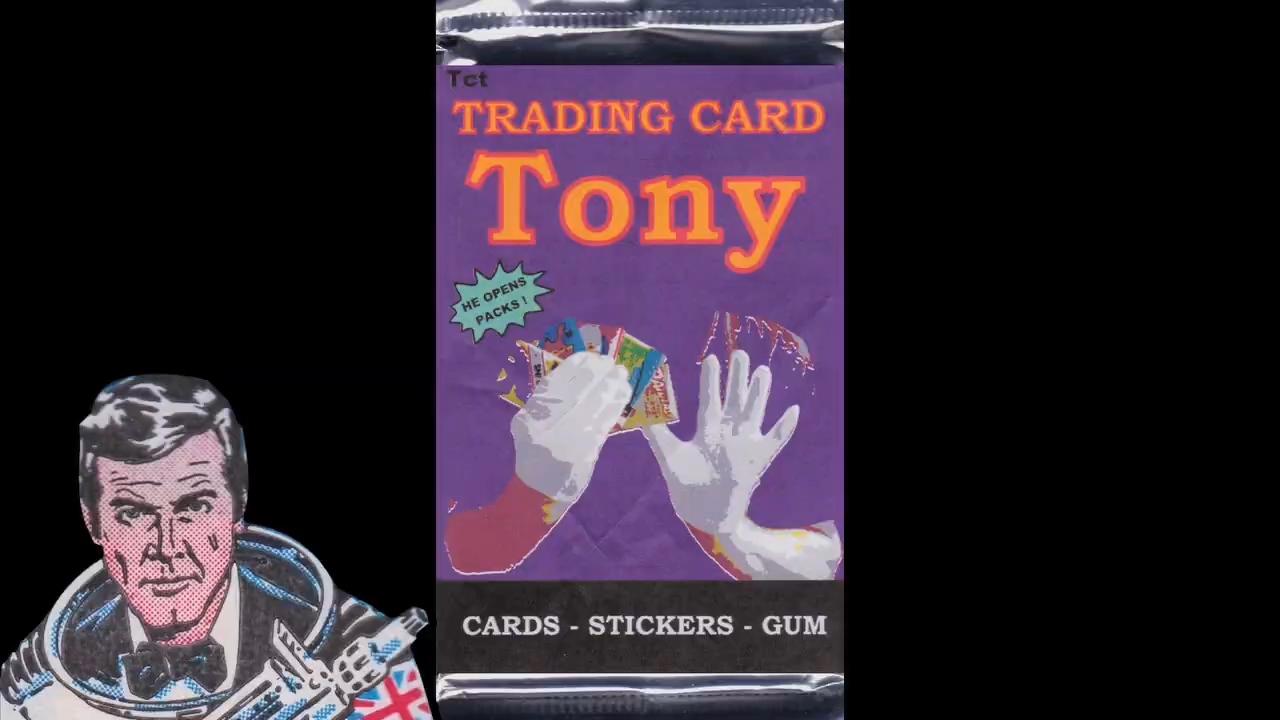 Tct
TRADING CARD
Tony
HE OPENS
PACKS !
CARDS - STICKERS - GUM